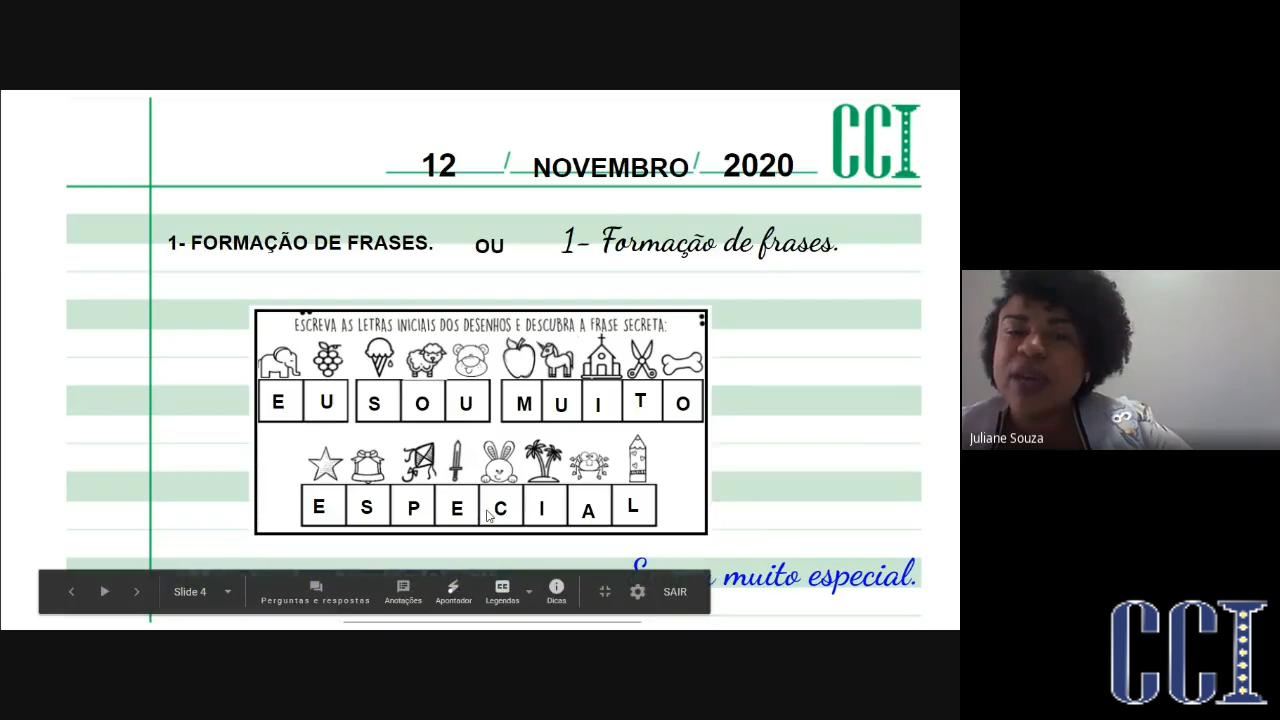 CCI
12 / NOVEMBRO / 2020
1- FORMAÇÃO DE FRASES. OU 1- Formação de frases.
ESCREVA AS LETRAS INICIAIS DOS DESENHOS E DESCUBRA A FRASE SECRETA:
E U S O U M U I T O
E S P E C I A L
muito especial.
Slide 4
Perguntas e respostas
Anotações
Apontador
CC
Legendas
Dicas
SAIR
Juliane Souza
CCI